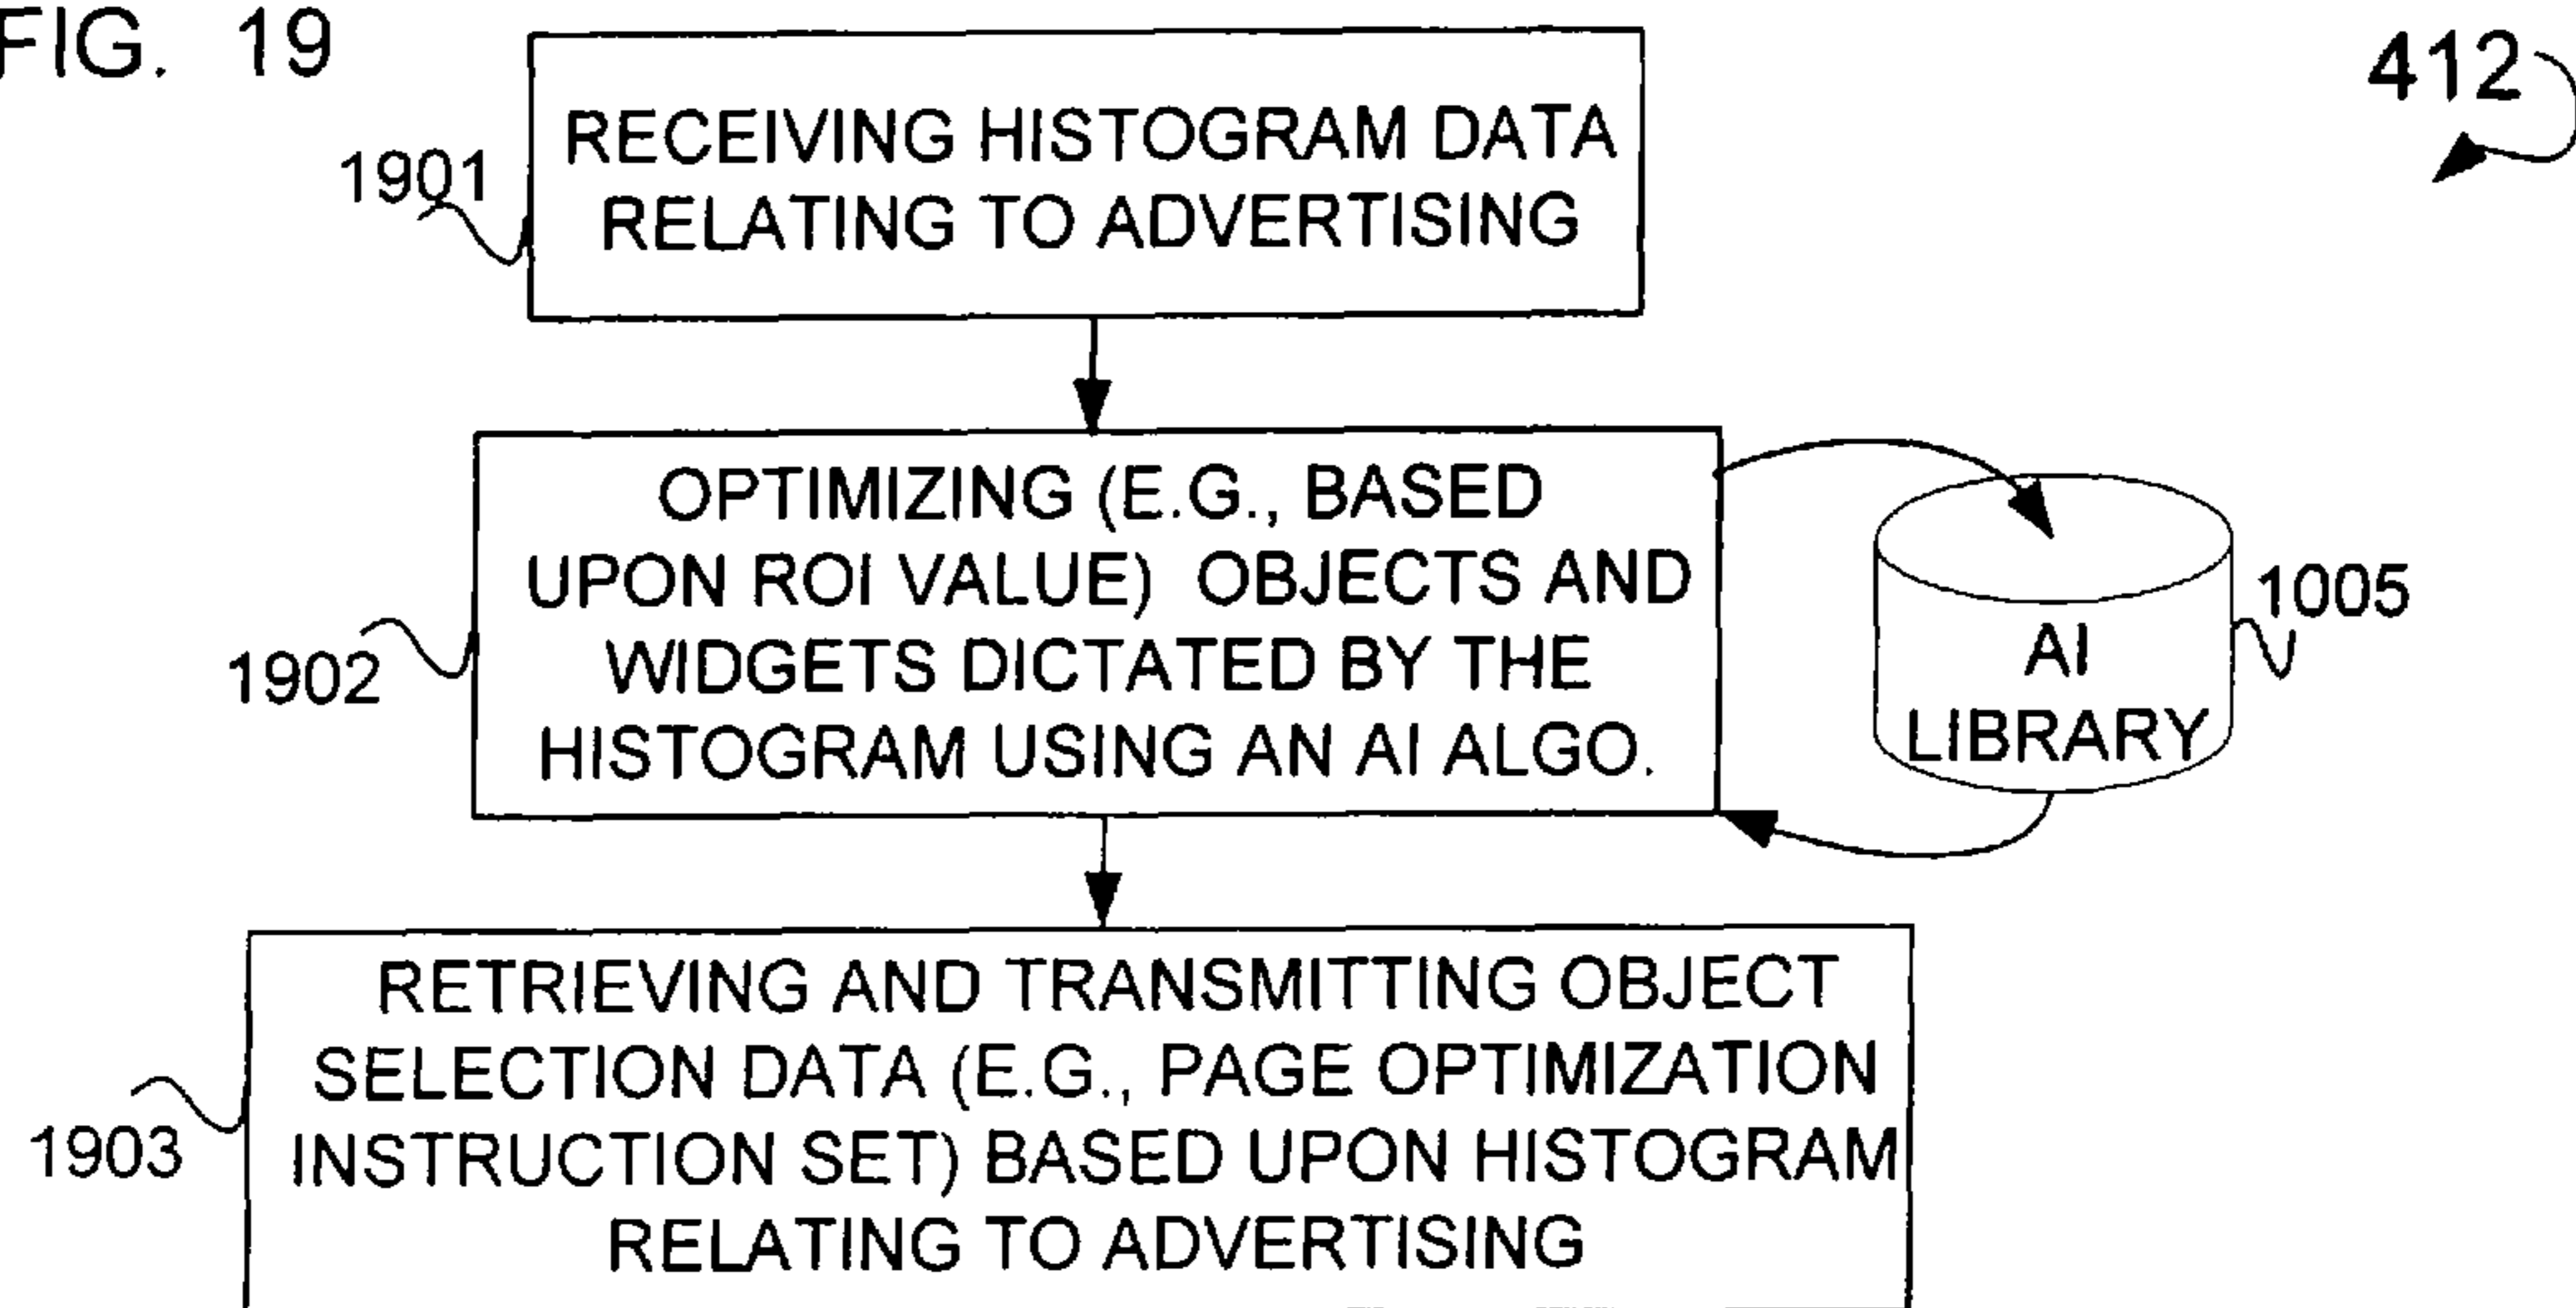 FIG. 19
412
1901
RECEIVING HISTOGRAM DATA
RELATING TO ADVERTISING
1902
OPTIMIZING (E.G., BASED
UPON ROI VALUE) OBJECTS AND
WIDGETS DICTATED BY THE
HISTOGRAM USING AN AI ALGO.
AI
LIBRARY
1005
1903
RETRIEVING AND TRANSMITTING OBJECT
SELECTION DATA (E.G., PAGE OPTIMIZATION
INSTRUCTION SET) BASED UPON HISTOGRAM
RELATING TO ADVERTISING